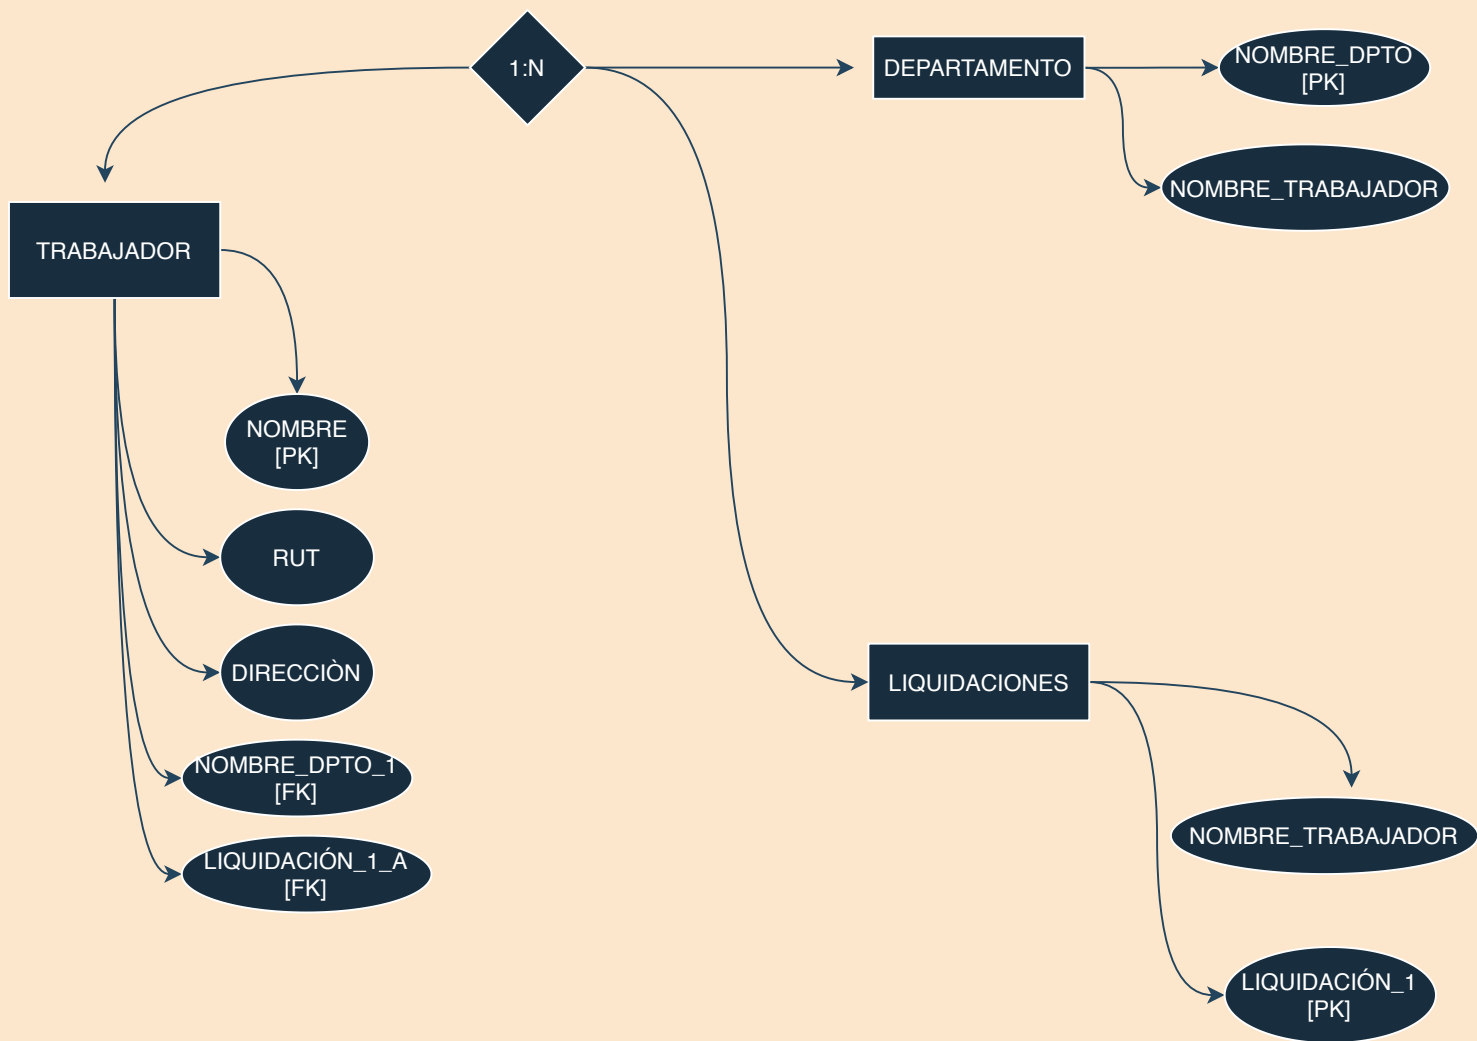 1:N
DEPARTAMENTO
NOMBRE_DPTO
[PK]
NOMBRE_TRABAJADOR
TRABAJADOR
NOMBRE
[PK]
RUT
DIRECCIÒN
NOMBRE_DPTO_1
[FK]
LIQUIDACIÓN_1_A
[FK]
LIQUIDACIONES
NOMBRE_TRABAJADOR
LIQUIDACIÓN_1
[PK]